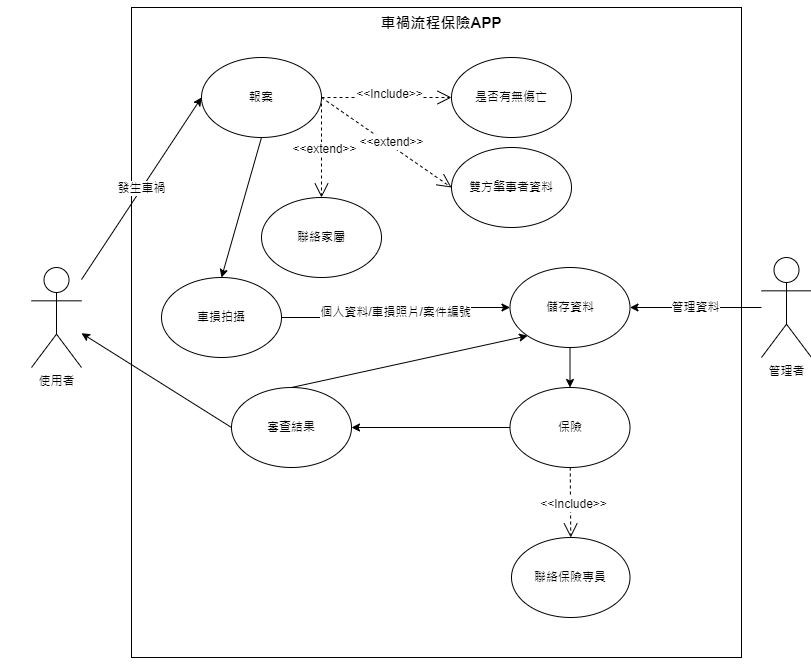 車禍流程保險APP
報案
<<Include>>
是否有無傷亡
<<extend>>
<<extend>>
雙方肇事者資料
發生車禍
聯絡家屬
車損拍攝
個人資料/車損照片/案件編號
儲存資料
管理資料
使用者
管理者
審查結果
保險
<<Include>>
聯絡保險專員